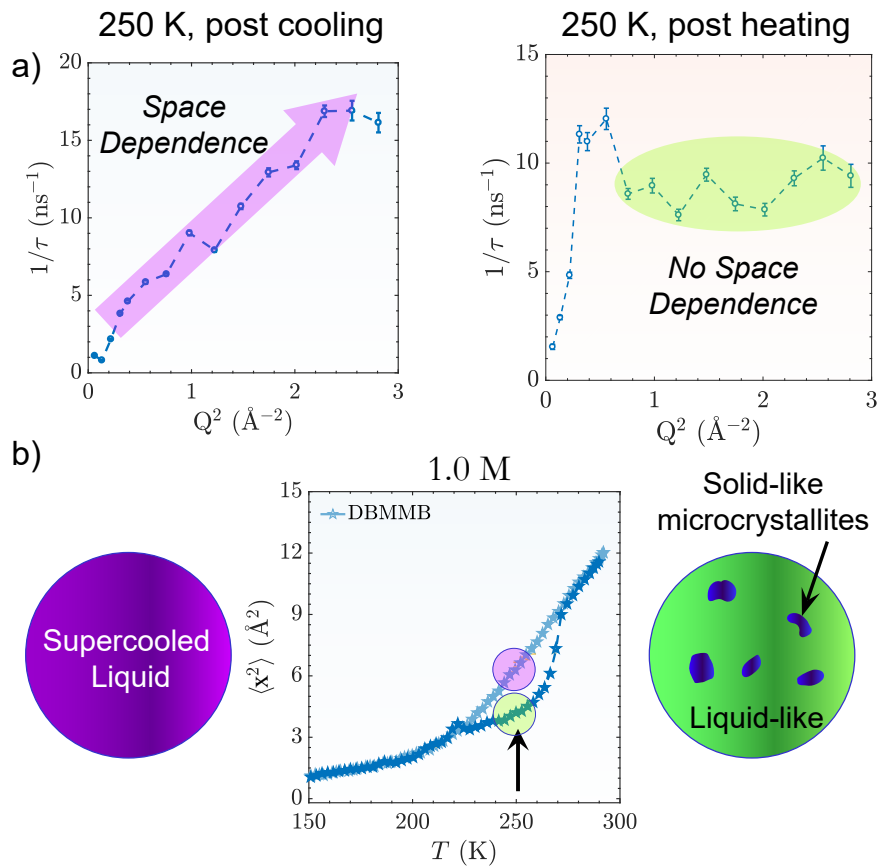 250 K, post cooling
250 K, post heating
a)
20
15
10
5
0
1/τ (ns⁻¹)
Space
Dependence
0
1
2
3
Q² (Å⁻²)
15
10
5
0
1/τ (ns⁻¹)
No Space
Dependence
0
1
2
3
Q² (Å⁻²)
b)
1.0 M
Supercooled
Liquid
15
12
9
6
3
0
⟨x²⟩ (Å²)
DBMMB
150
200
250
300
T (K)
Solid-like
microcrystallites
Liquid-like